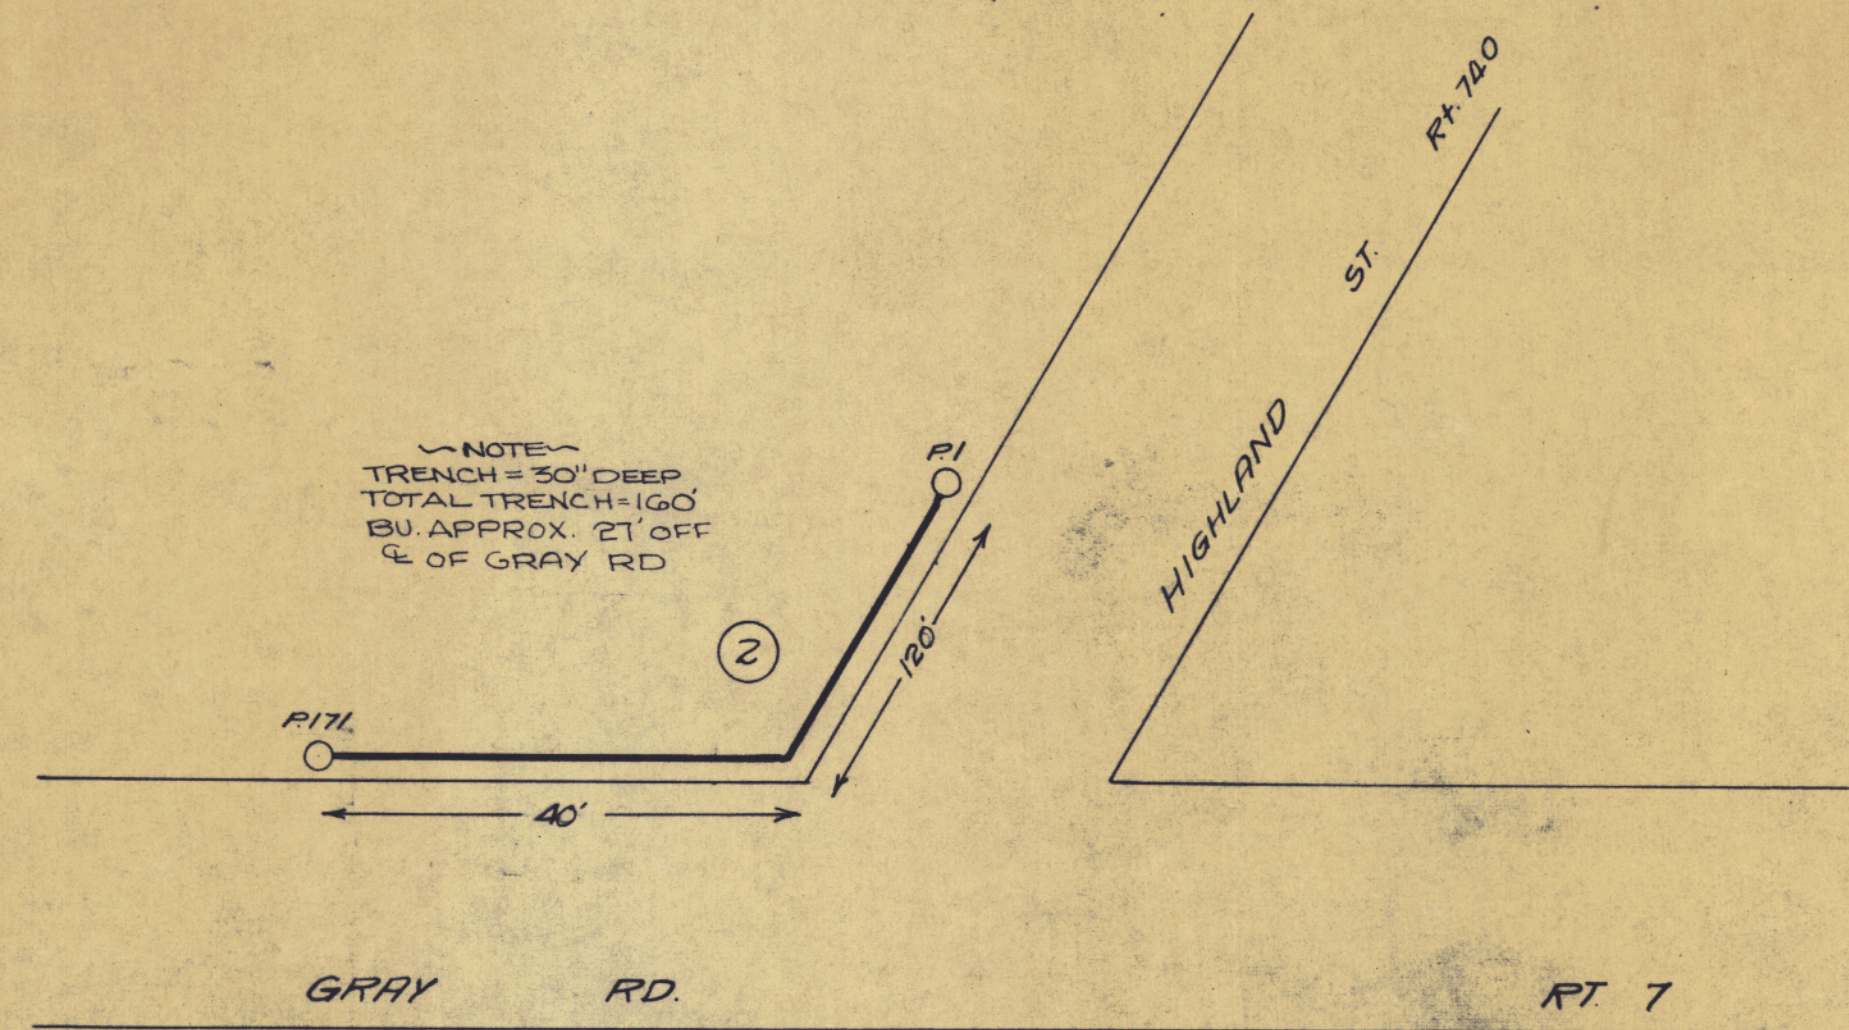 Rt. 740
ST.
HIGHLAND
~NOTE~
TRENCH = 30" DEEP
TOTAL TRENCH=160'
BU. APPROX. 27' OFF
℄ OF GRAY RD
P.1
120'
2
P.171
40'
GRAY RD.
RT. 7